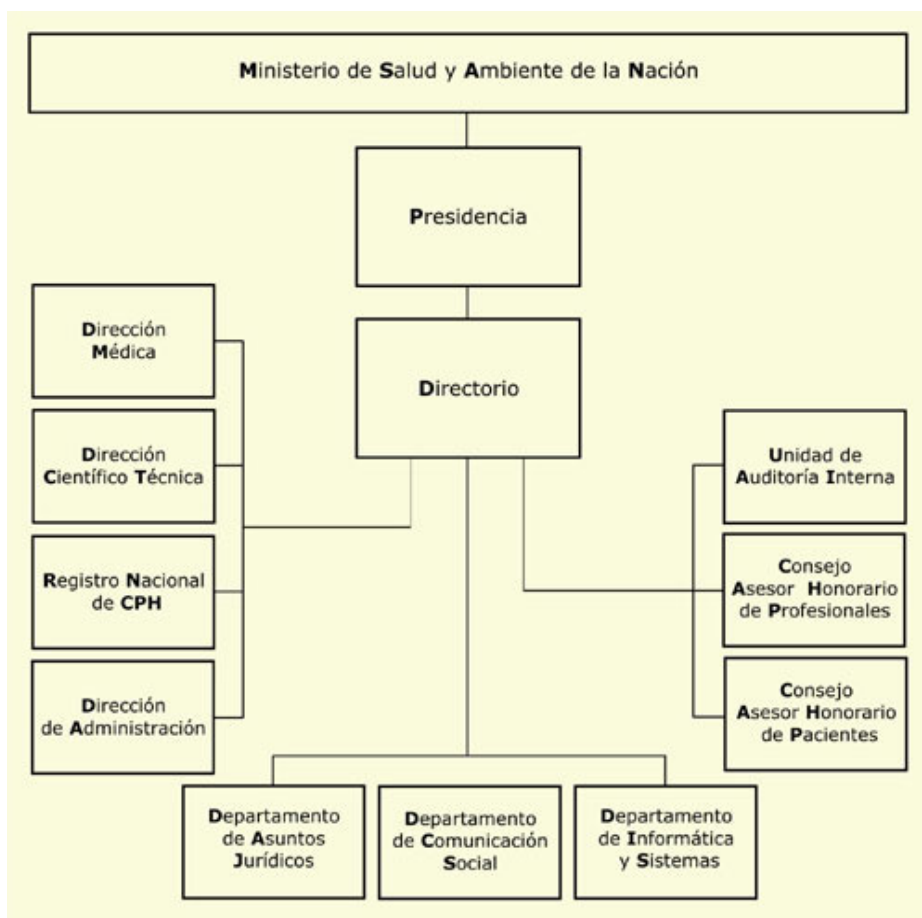 Ministerio de Salud y Ambiente de la Nación
Presidencia
Directorio
Dirección
Médica
Dirección
Científico Técnica
Registro Nacional
de CPH
Dirección
de Administración
Unidad de
Auditoría Interna
Consejo
Asesor Honorario
de Profesionales
Consejo
Asesor Honorario
de Pacientes
Departamento
de Asuntos
Jurídicos
Departamento
de Comunicación
Social
Departamento
de Informática
y Sistemas